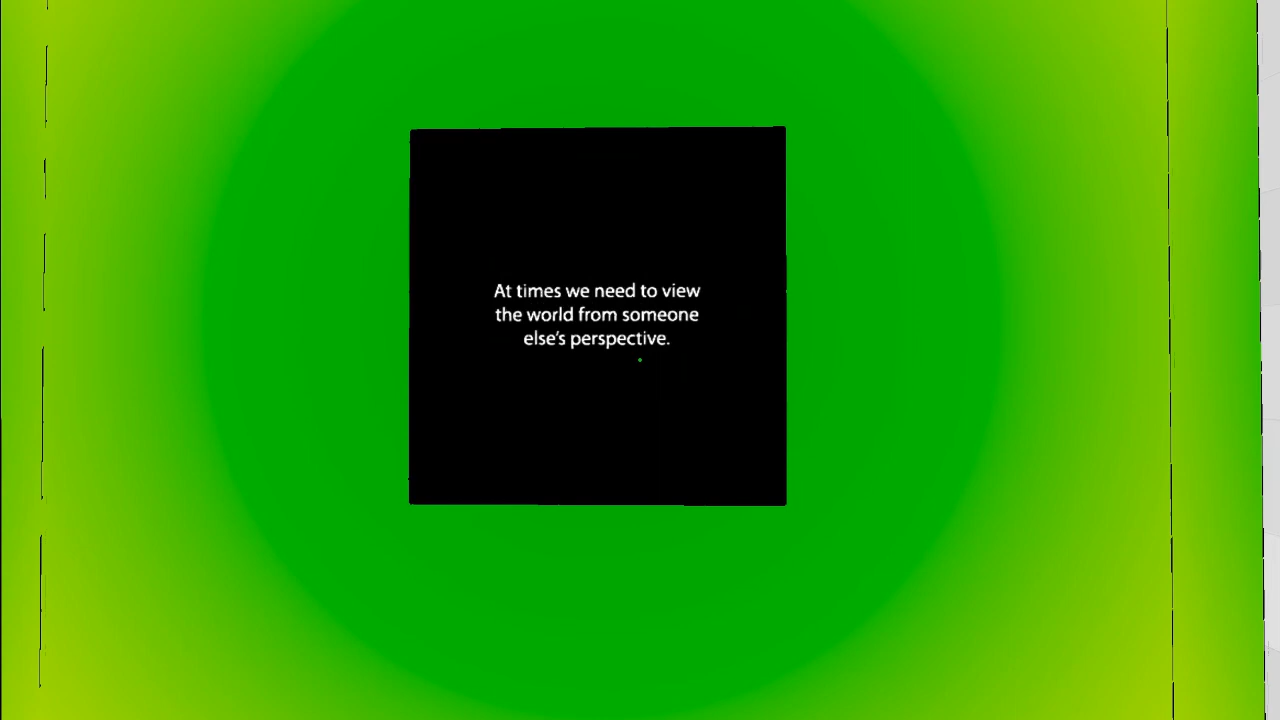 At times we need to view
the world from someone
else's perspective.